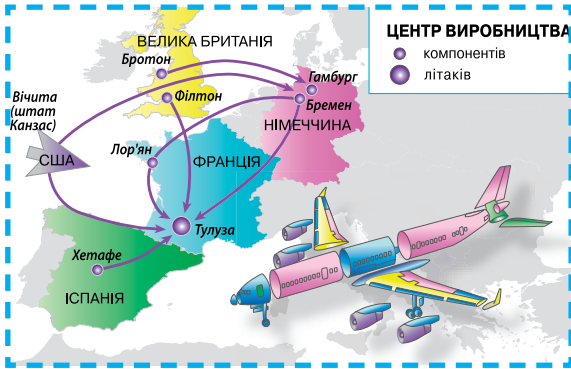 ЦЕНТР ВИРОБНИЦТВА
компонентів
літаків
ВЕЛИКА БРИТАНІЯ
Бротон
Гамбург
Вічита
(штат
Канзас)
Філтон
Бремен
НІМЕЧЧИНА
Лор'ян
США
ФРАНЦІЯ
Тулуза
Хетафе
ІСПАНІЯ